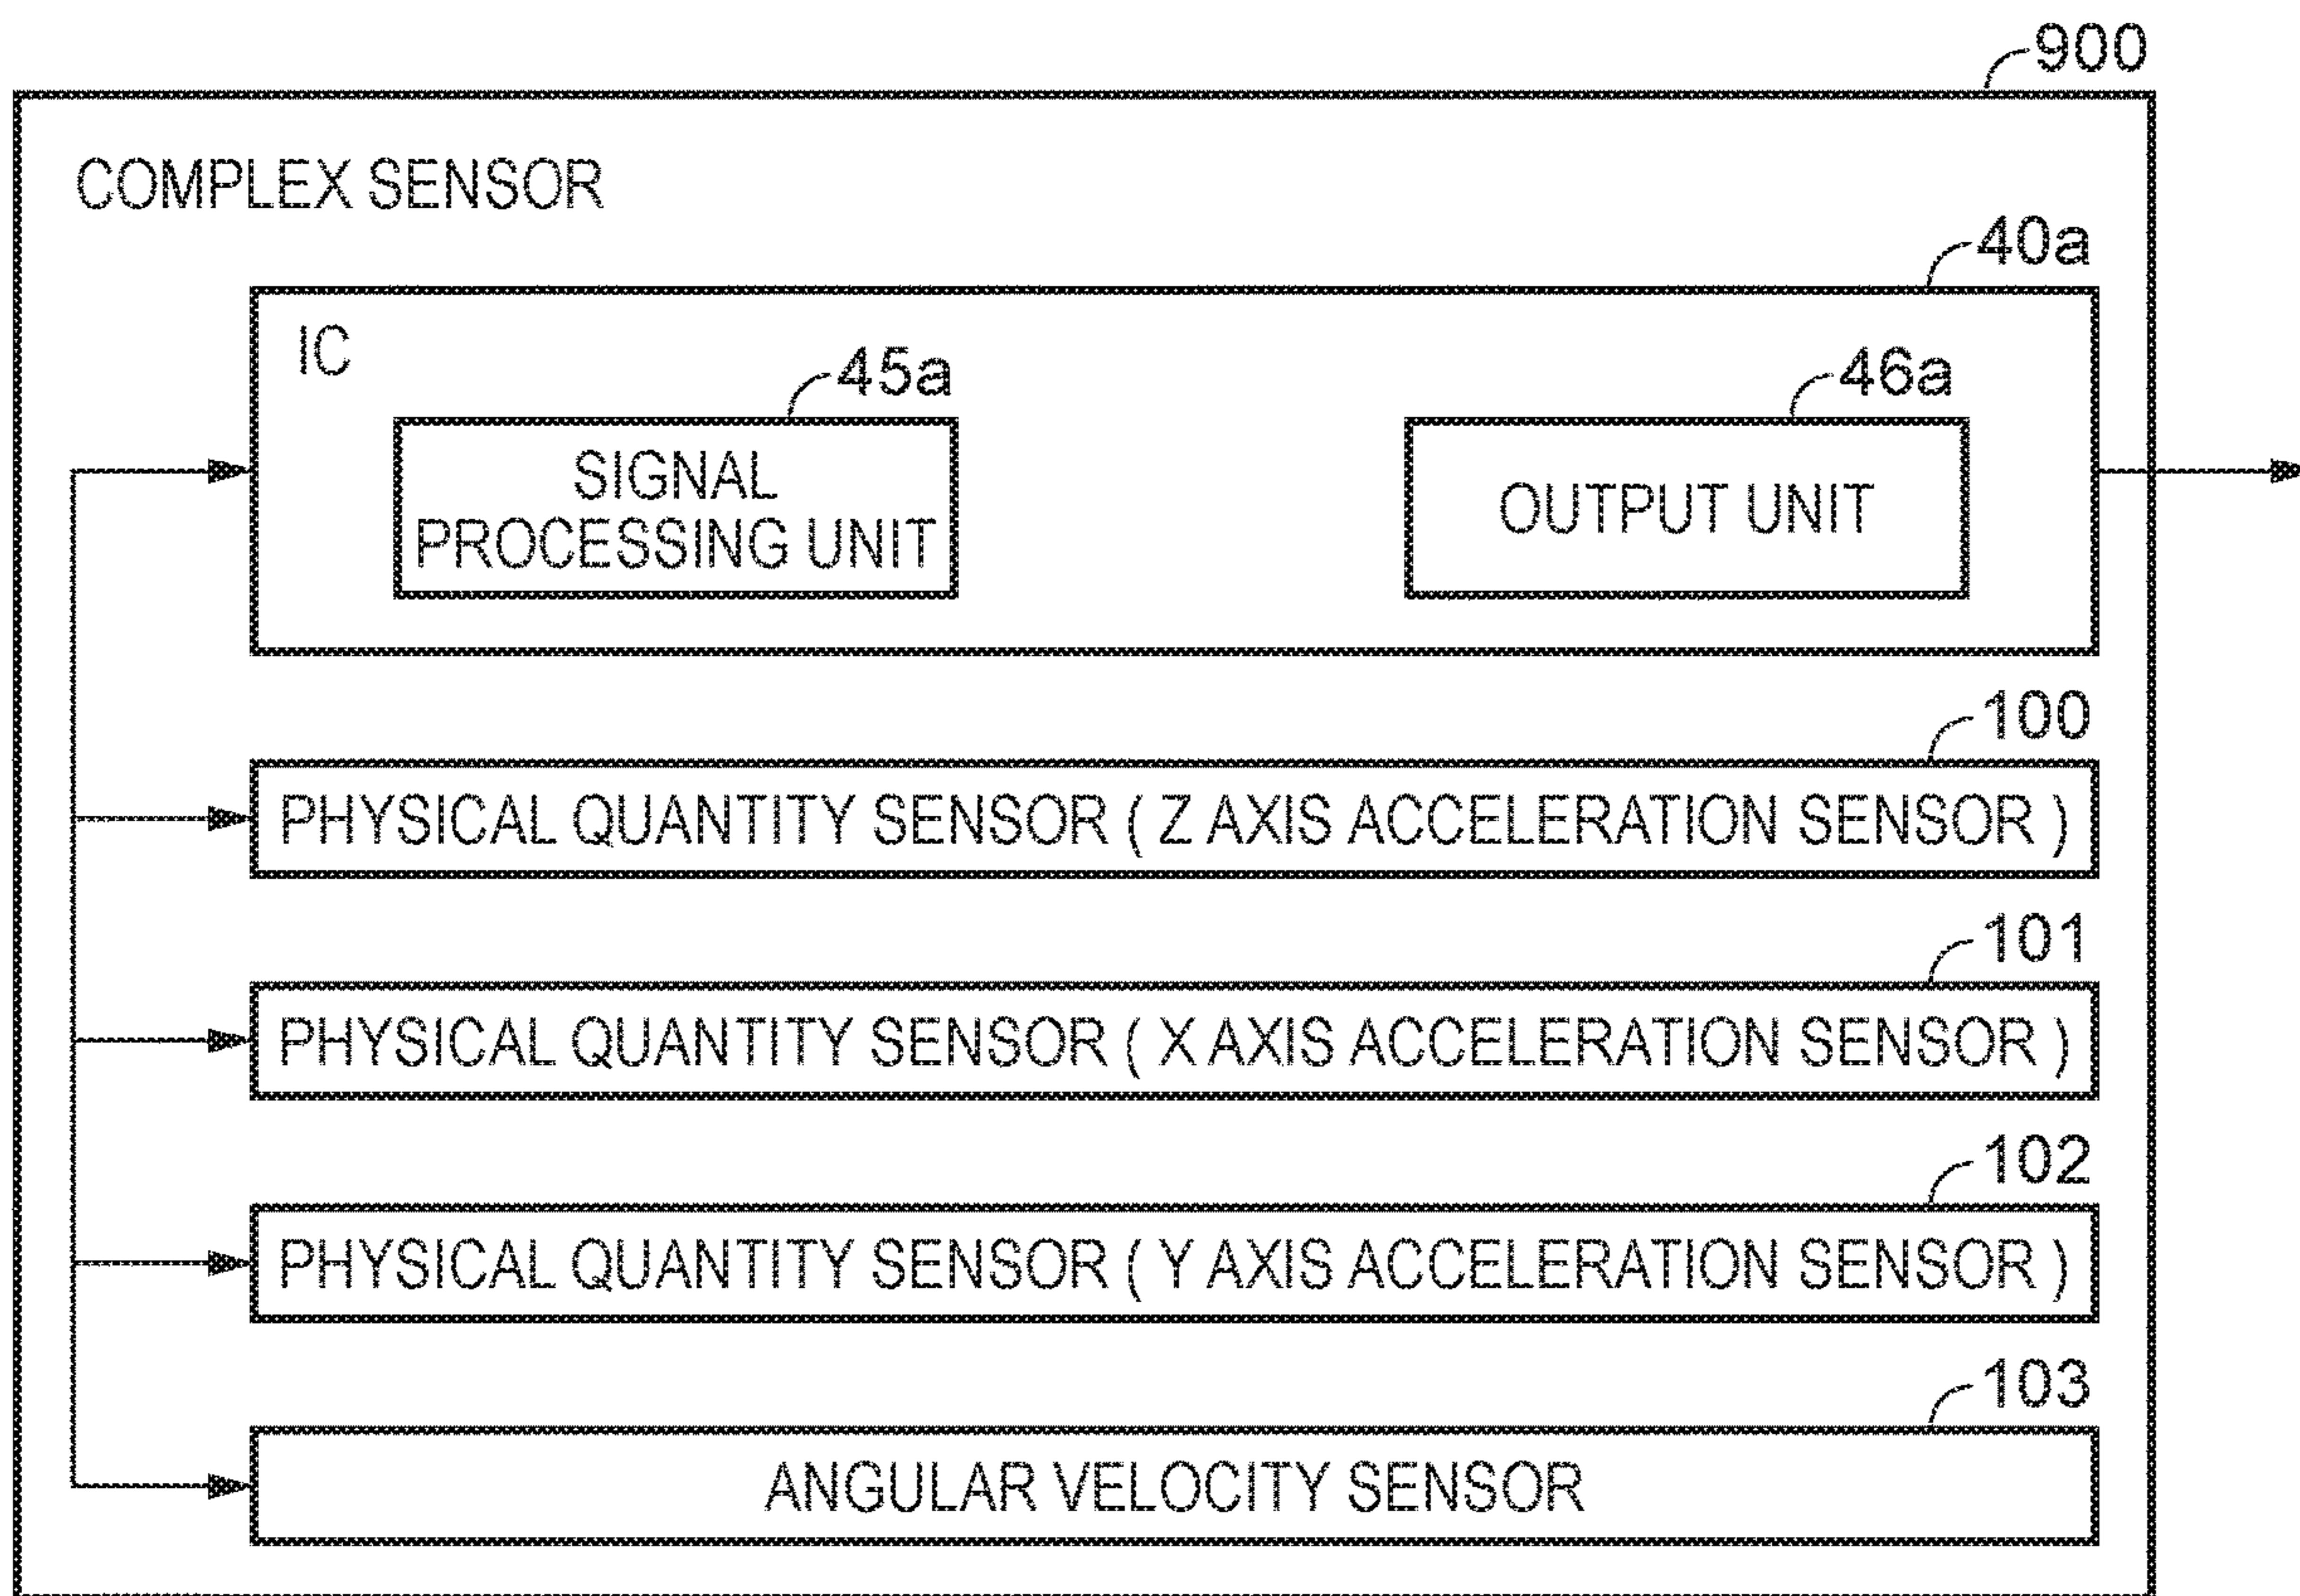 900
COMPLEX SENSOR
40a
IC
45a
46a
SIGNAL
PROCESSING UNIT
OUTPUT UNIT
100
PHYSICAL QUANTITY SENSOR ( Z AXIS ACCELERATION SENSOR )
101
PHYSICAL QUANTITY SENSOR ( X AXIS ACCELERATION SENSOR )
102
PHYSICAL QUANTITY SENSOR ( Y AXIS ACCELERATION SENSOR )
103
ANGULAR VELOCITY SENSOR